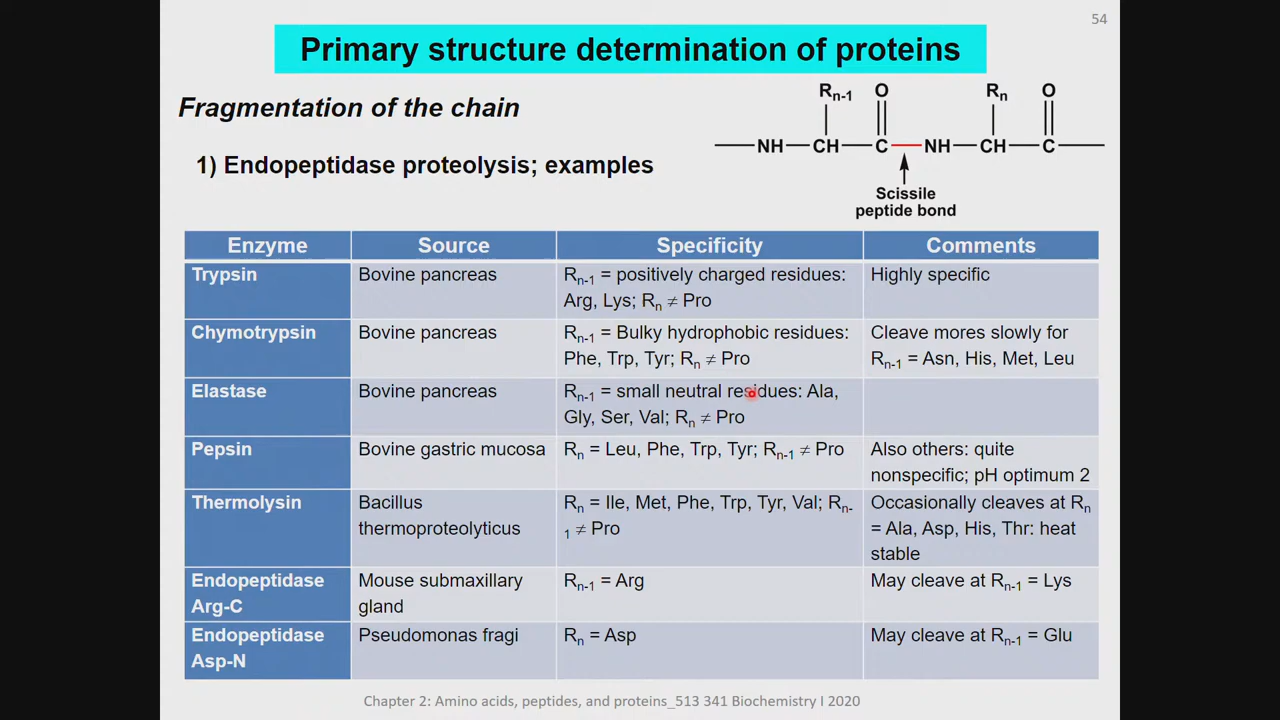 54
Primary structure determination of proteins
Fragmentation of the chain
1) Endopeptidase proteolysis; examples
Rn-1 O Rn O
NH CH C NH CH C
Scissile
peptide bond
Enzyme Source Specificity Comments
Trypsin Bovine pancreas Rn-1 = positively charged residues: Highly specific
Arg, Lys; Rn ≠ Pro
Chymotrypsin Bovine pancreas Rn-1 = Bulky hydrophobic residues: Cleave mores slowly for
Phe, Trp, Tyr; Rn ≠ Pro Rn-1 = Asn, His, Met, Leu
Elastase Bovine pancreas Rn-1 = small neutral residues: Ala,
Gly, Ser, Val; Rn ≠ Pro
Pepsin Bovine gastric mucosa Rn = Leu, Phe, Trp, Tyr; Rn-1 ≠ Pro Also others: quite
nonspecific; pH optimum 2
Thermolysin Bacillus Rn = Ile, Met, Phe, Trp, Tyr, Val; Rn- Occasionally cleaves at Rn
thermoproteolyticus 1 ≠ Pro = Ala, Asp, His, Thr: heat
stable
Endopeptidase Mouse submaxillary Rn-1 = Arg May cleave at Rn-1 = Lys
Arg-C gland
Endopeptidase Pseudomonas fragi Rn = Asp May cleave at Rn-1 = Glu
Asp-N
Chapter 2: Amino acids, peptides, and proteins_513 341 Biochemistry I 2020